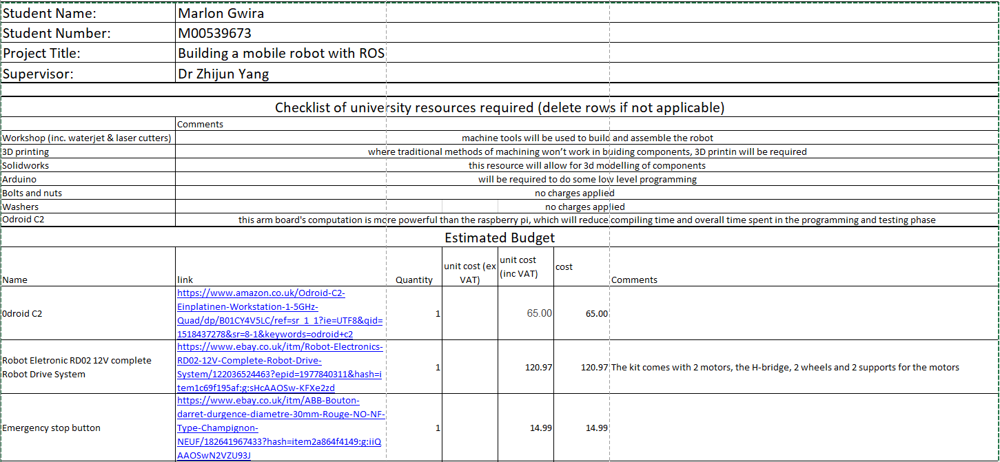 Student Name: Marlon Gwira
Student Number: M00539673
Project Title: Building a mobile robot with ROS
Supervisor: Dr Zhijun Yang
Checklist of university resources required (delete rows if not applicable)
Comments
Workshop (inc. waterjet & laser cutters) machine tools will be used to build and assemble the robot
3D printing where traditional methods of machining won't work in buiding components, 3D printin will be required
Solidworks this resource will allow for 3d modelling of components
Arduino will be required to do some low level programming
Bolts and nuts no charges applied
Washers no charges applied
Odroid C2 this arm board's computation is more powerful than the raspberry pi, which will reduce compiling time and overall time spent in the programming and testing phase
Estimated Budget
Name link Quantity unit cost (ex VAT) unit cost (inc VAT) cost Comments
0droid C2
https://www.amazon.co.uk/Odroid-C2-
Einplatinen-Workstation-1-5GHz-
Quad/dp/B01CY4V5LC/ref=sr_1_1?ie=UTF8&qid=
1518437278&sr=8-1&keywords=odroid+c2
1 65.00 65.00
Robot Eletronic RD02 12V complete
Robot Drive System
https://www.ebay.co.uk/itm/Robot-Electronics-
RD02-12V-Complete-Robot-Drive-
System/122036524463?epid=1977840311&hash=i
tem1c69f195af:g:sHcAAOSw-KFXe2zd
1 120.97 120.97 The kit comes with 2 motors, the H-bridge, 2 wheels and 2 supports for the motors
Emergency stop button
https://www.ebay.co.uk/itm/ABB-Bouton-
darret-durgence-diametre-30mm-Rouge-NO-NF-
Type-Champignon-
NEUF/182641967433?hash=item2a864f4149:g:iiQ
AAOSwN2VZU93J
1 14.99 14.99